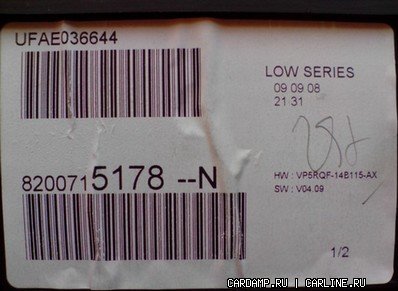 UFAE036644
LOW SERIES
09 09 08
21 31
8200715178 --N
HW : VP5RQF-14B115-AX
SW : V04.09
1/2
CARDAMP.RU | CARLINE.RU